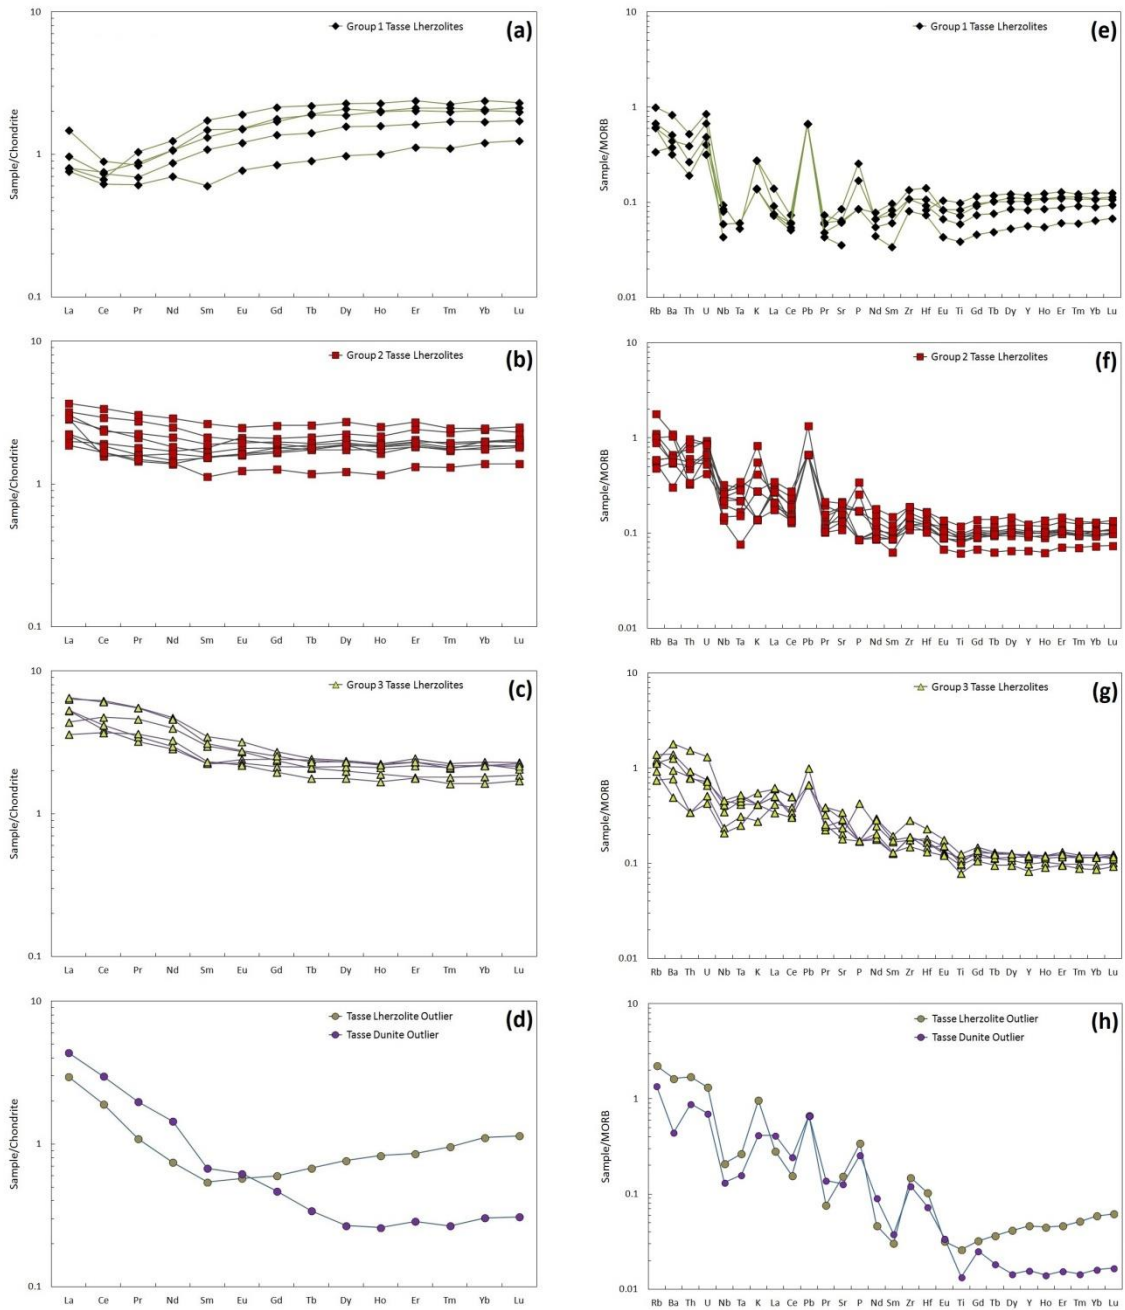 10
1
0.1
Sample/Chondrite
Group 1 Tasse Lherzolites
(a)
La Ce Pr Nd Sm Eu Gd Tb Dy Ho Er Tm Yb Lu
10
1
0.1
0.01
Sample/MORB
Group 1 Tasse Lherzolites
(e)
Rb Ba Th U Nb Ta K La Ce Pb Pr Sr P Nd Sm Zr Hf Eu Ti Gd Tb Dy Y Ho Er Tm Yb Lu
10
1
0.1
Sample/Chondrite
Group 2 Tasse Lherzolites
(b)
La Ce Pr Nd Sm Eu Gd Tb Dy Ho Er Tm Yb Lu
10
1
0.1
0.01
Sample/MORB
Group 2 Tasse Lherzolites
(f)
Rb Ba Th U Nb Ta K La Ce Pb Pr Sr P Nd Sm Zr Hf Eu Ti Gd Tb Dy Y Ho Er Tm Yb Lu
10
1
0.1
Sample/Chondrite
Group 3 Tasse Lherzolites
(c)
La Ce Pr Nd Sm Eu Gd Tb Dy Ho Er Tm Yb Lu
10
1
0.1
0.01
Sample/MORB
Group 3 Tasse Lherzolites
(g)
Rb Ba Th U Nb Ta K La Ce Pb Pr Sr P Nd Sm Zr Hf Eu Ti Gd Tb Dy Y Ho Er Tm Yb Lu
10
1
0.1
Sample/Chondrite
Tasse Lherzolite Outlier
Tasse Dunite Outlier
(d)
La Ce Pr Nd Sm Eu Gd Tb Dy Ho Er Tm Yb Lu
10
1
0.1
0.01
Sample/MORB
Tasse Lherzolite Outlier
Tasse Dunite Outlier
(h)
Rb Ba Th U Nb Ta K La Ce Pb Pr Sr P Nd Sm Zr Hf Eu Ti Gd Tb Dy Y Ho Er Tm Yb Lu